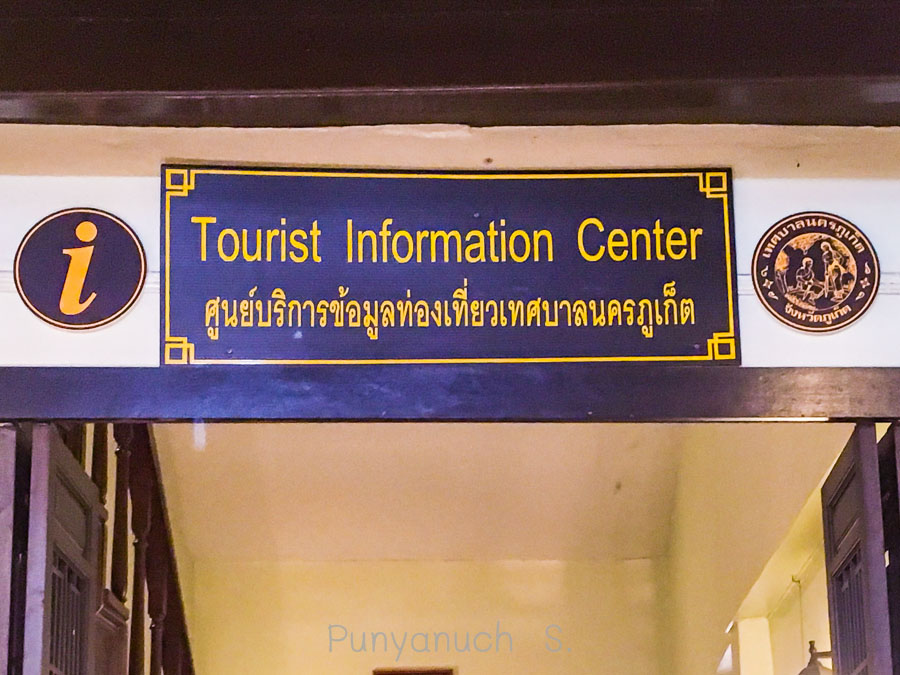 Tourist Information Center
ศูนย์บริการข้อมูลท่องเที่ยวเทศบาลนครภูเก็ต
i
เทศบาลนครภูเก็ต
จังหวัดภูเก็ต
Punyanuch S.